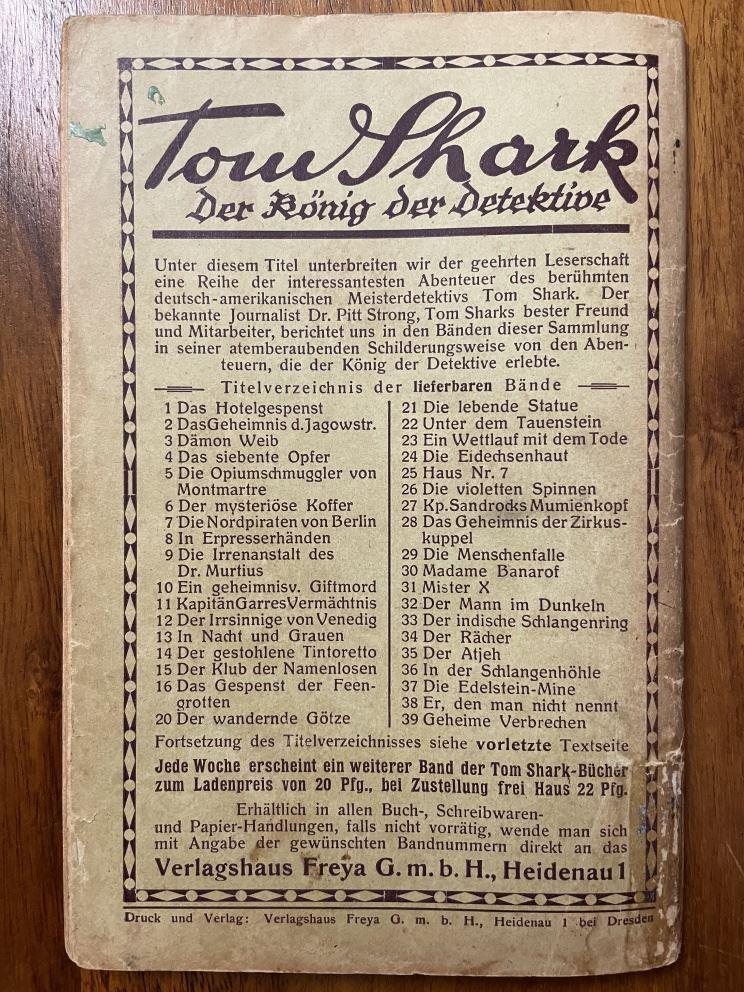 Tom Shark
Der König der Detektive
Unter diesem Titel unterbreiten wir der geehrten Leserschaft
eine Reihe der interessantesten Abenteuer des berühmten
deutsch-amerikanischen Meisterdetektivs Tom Shark. Der
bekannte Journalist Dr. Pitt Strong, Tom Sharks bester Freund
und Mitarbeiter, berichtet uns in den Bänden dieser Sammlung
in seiner atemberaubenden Schilderungsweise von den Aben-
teuern, die der König der Detektive erlebte.
Titelverzeichnis der lieferbaren Bände
1 Das Hotelgespenst
2 Das Geheimnis d. Jagowstr.
3 Dämon Weib
4 Das siebente Opfer
5 Die Opiumschmuggler von
Montmartre
6 Der mysteriöse Koffer
7 Die Nordpiraten von Berlin
8 In Erpresserhänden
9 Die Irrenanstalt des
Dr. Murtius
10 Ein geheimnisv. Giftmord
11 Kapitän Garres Vermächtnis
12 Der Irrsinnige von Venedig
13 In Nacht und Grauen
14 Der gestohlene Tintoretto
15 Der Klub der Namenlosen
16 Das Gespenst der Feen-
grotten
20 Der wandernde Götze
21 Die lebende Statue
22 Unter dem Tauenstein
23 Ein Wettlauf mit dem Tode
24 Die Eidechsenhaut
25 Haus Nr. 7
26 Die violetten Spinnen
27 Kp. Sandrocks Mumienkopf
28 Das Geheimnis der Zirkus-
kuppel
29 Die Menschenfalle
30 Madame Banarof
31 Mister X
32 Der Mann im Dunkeln
33 Der indische Schlangenring
34 Der Rächer
35 Der Atjeh
36 In der Schlangenhöhle
37 Die Edelstein-Mine
38 Er, den man nicht nennt
39 Geheime Verbrechen
Fortsetzung des Titelverzeichnisses siehe vorletzte Textseite
Jede Woche erscheint ein weiterer Band der Tom Shark-Bücher
zum Ladenpreis von 20 Pfg., bei Zustellung frei Haus 22 Pfg.
Erhältlich in allen Buch-, Schreibwaren-
und Papier-Handlungen, falls nicht vorrätig, wende man sich
mit Angabe der gewünschten Bandnummern direkt an das
Verlagshaus Freya G. m. b. H., Heidenau 1
Druck und Verlag: Verlagshaus Freya G. m. b. H., Heidenau 1 bei Dresden